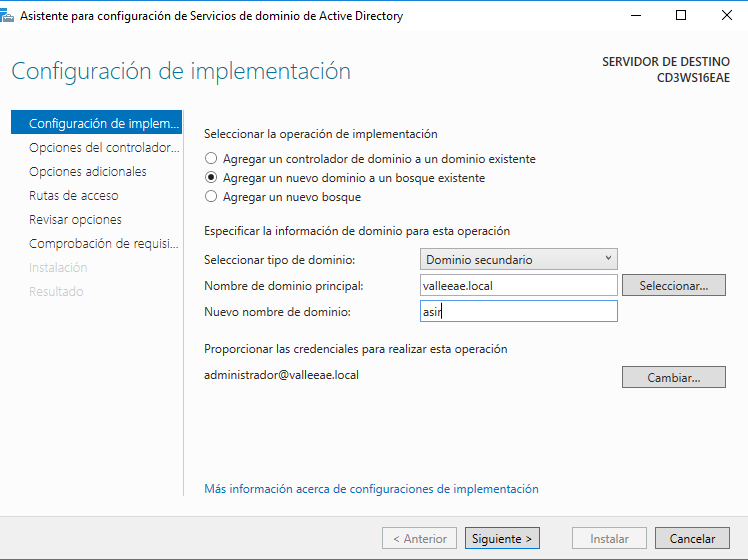 Asistente para configuración de Servicios de dominio de Active Directory
Configuración de implementación
SERVIDOR DE DESTINO
CD3WS16EAE
Configuración de implem...
Opciones del controlador...
Opciones adicionales
Rutas de acceso
Revisar opciones
Comprobación de requisi...
Instalación
Resultado
Seleccionar la operación de implementación
Agregar un controlador de dominio a un dominio existente
Agregar un nuevo dominio a un bosque existente
Agregar un nuevo bosque
Especificar la información de dominio para esta operación
Seleccionar tipo de dominio: Dominio secundario
Nombre de dominio principal: valleeae.local Seleccionar...
Nuevo nombre de dominio: asir
Proporcionar las credenciales para realizar esta operación
administrador@valleeae.local Cambiar...
Más información acerca de configuraciones de implementación
< Anterior Siguiente > Instalar Cancelar